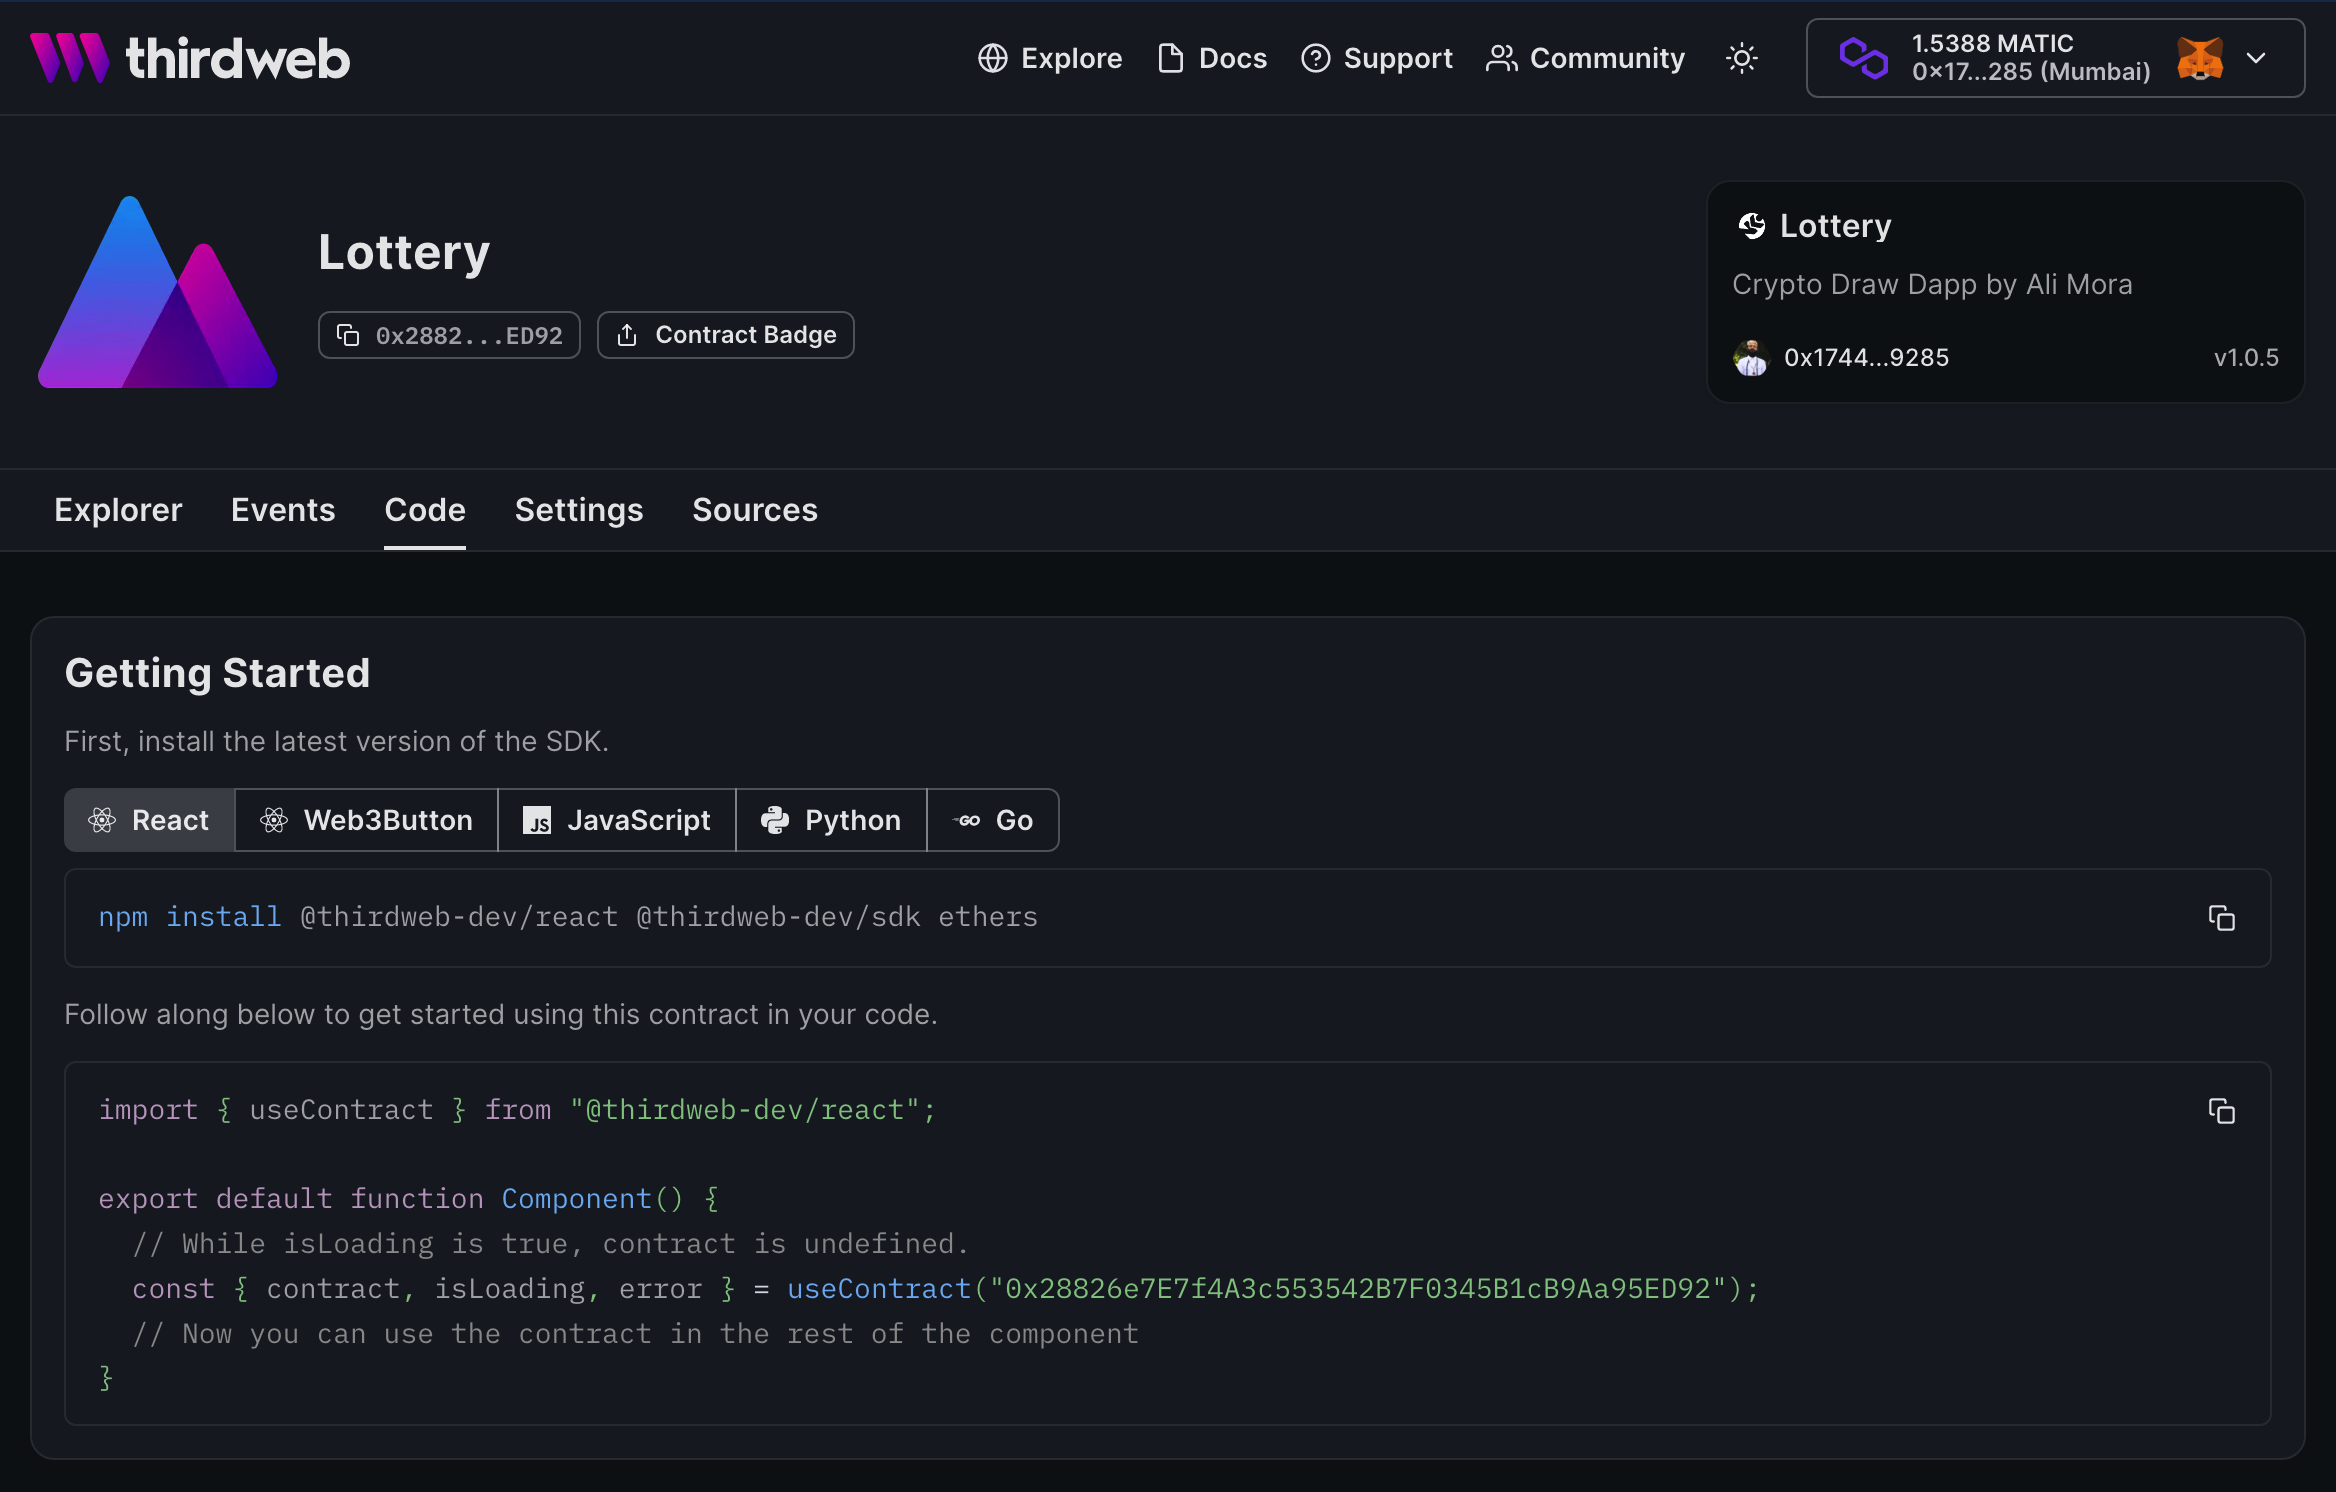 thirdweb
Explore
Docs
Support
Community
1.5388 MATIC
0x17...285 (Mumbai)
Lottery
0x2882...ED92
Contract Badge
Lottery
Crypto Draw Dapp by Ali Mora
0x1744...9285
v1.0.5
Explorer
Events
Code
Settings
Sources
Getting Started
First, install the latest version of the SDK.
React
Web3Button
JS
JavaScript
Python
GO
Go
npm install @thirdweb-dev/react @thirdweb-dev/sdk ethers
Follow along below to get started using this contract in your code.
import { useContract } from "@thirdweb-dev/react";
export default function Component() {
// While isLoading is true, contract is undefined.
const { contract, isLoading, error } = useContract("0x28826e7E7f4A3c553542B7F0345B1cB9Aa95ED92");
// Now you can use the contract in the rest of the component
}